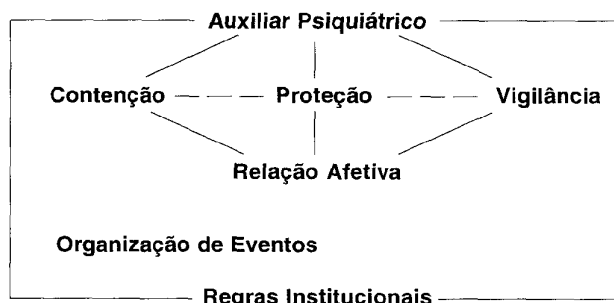 Auxiliar Psiquiátrico
Contenção Proteção Vigilância
Relação Afetiva
Organização de Eventos
Regras Institucionais